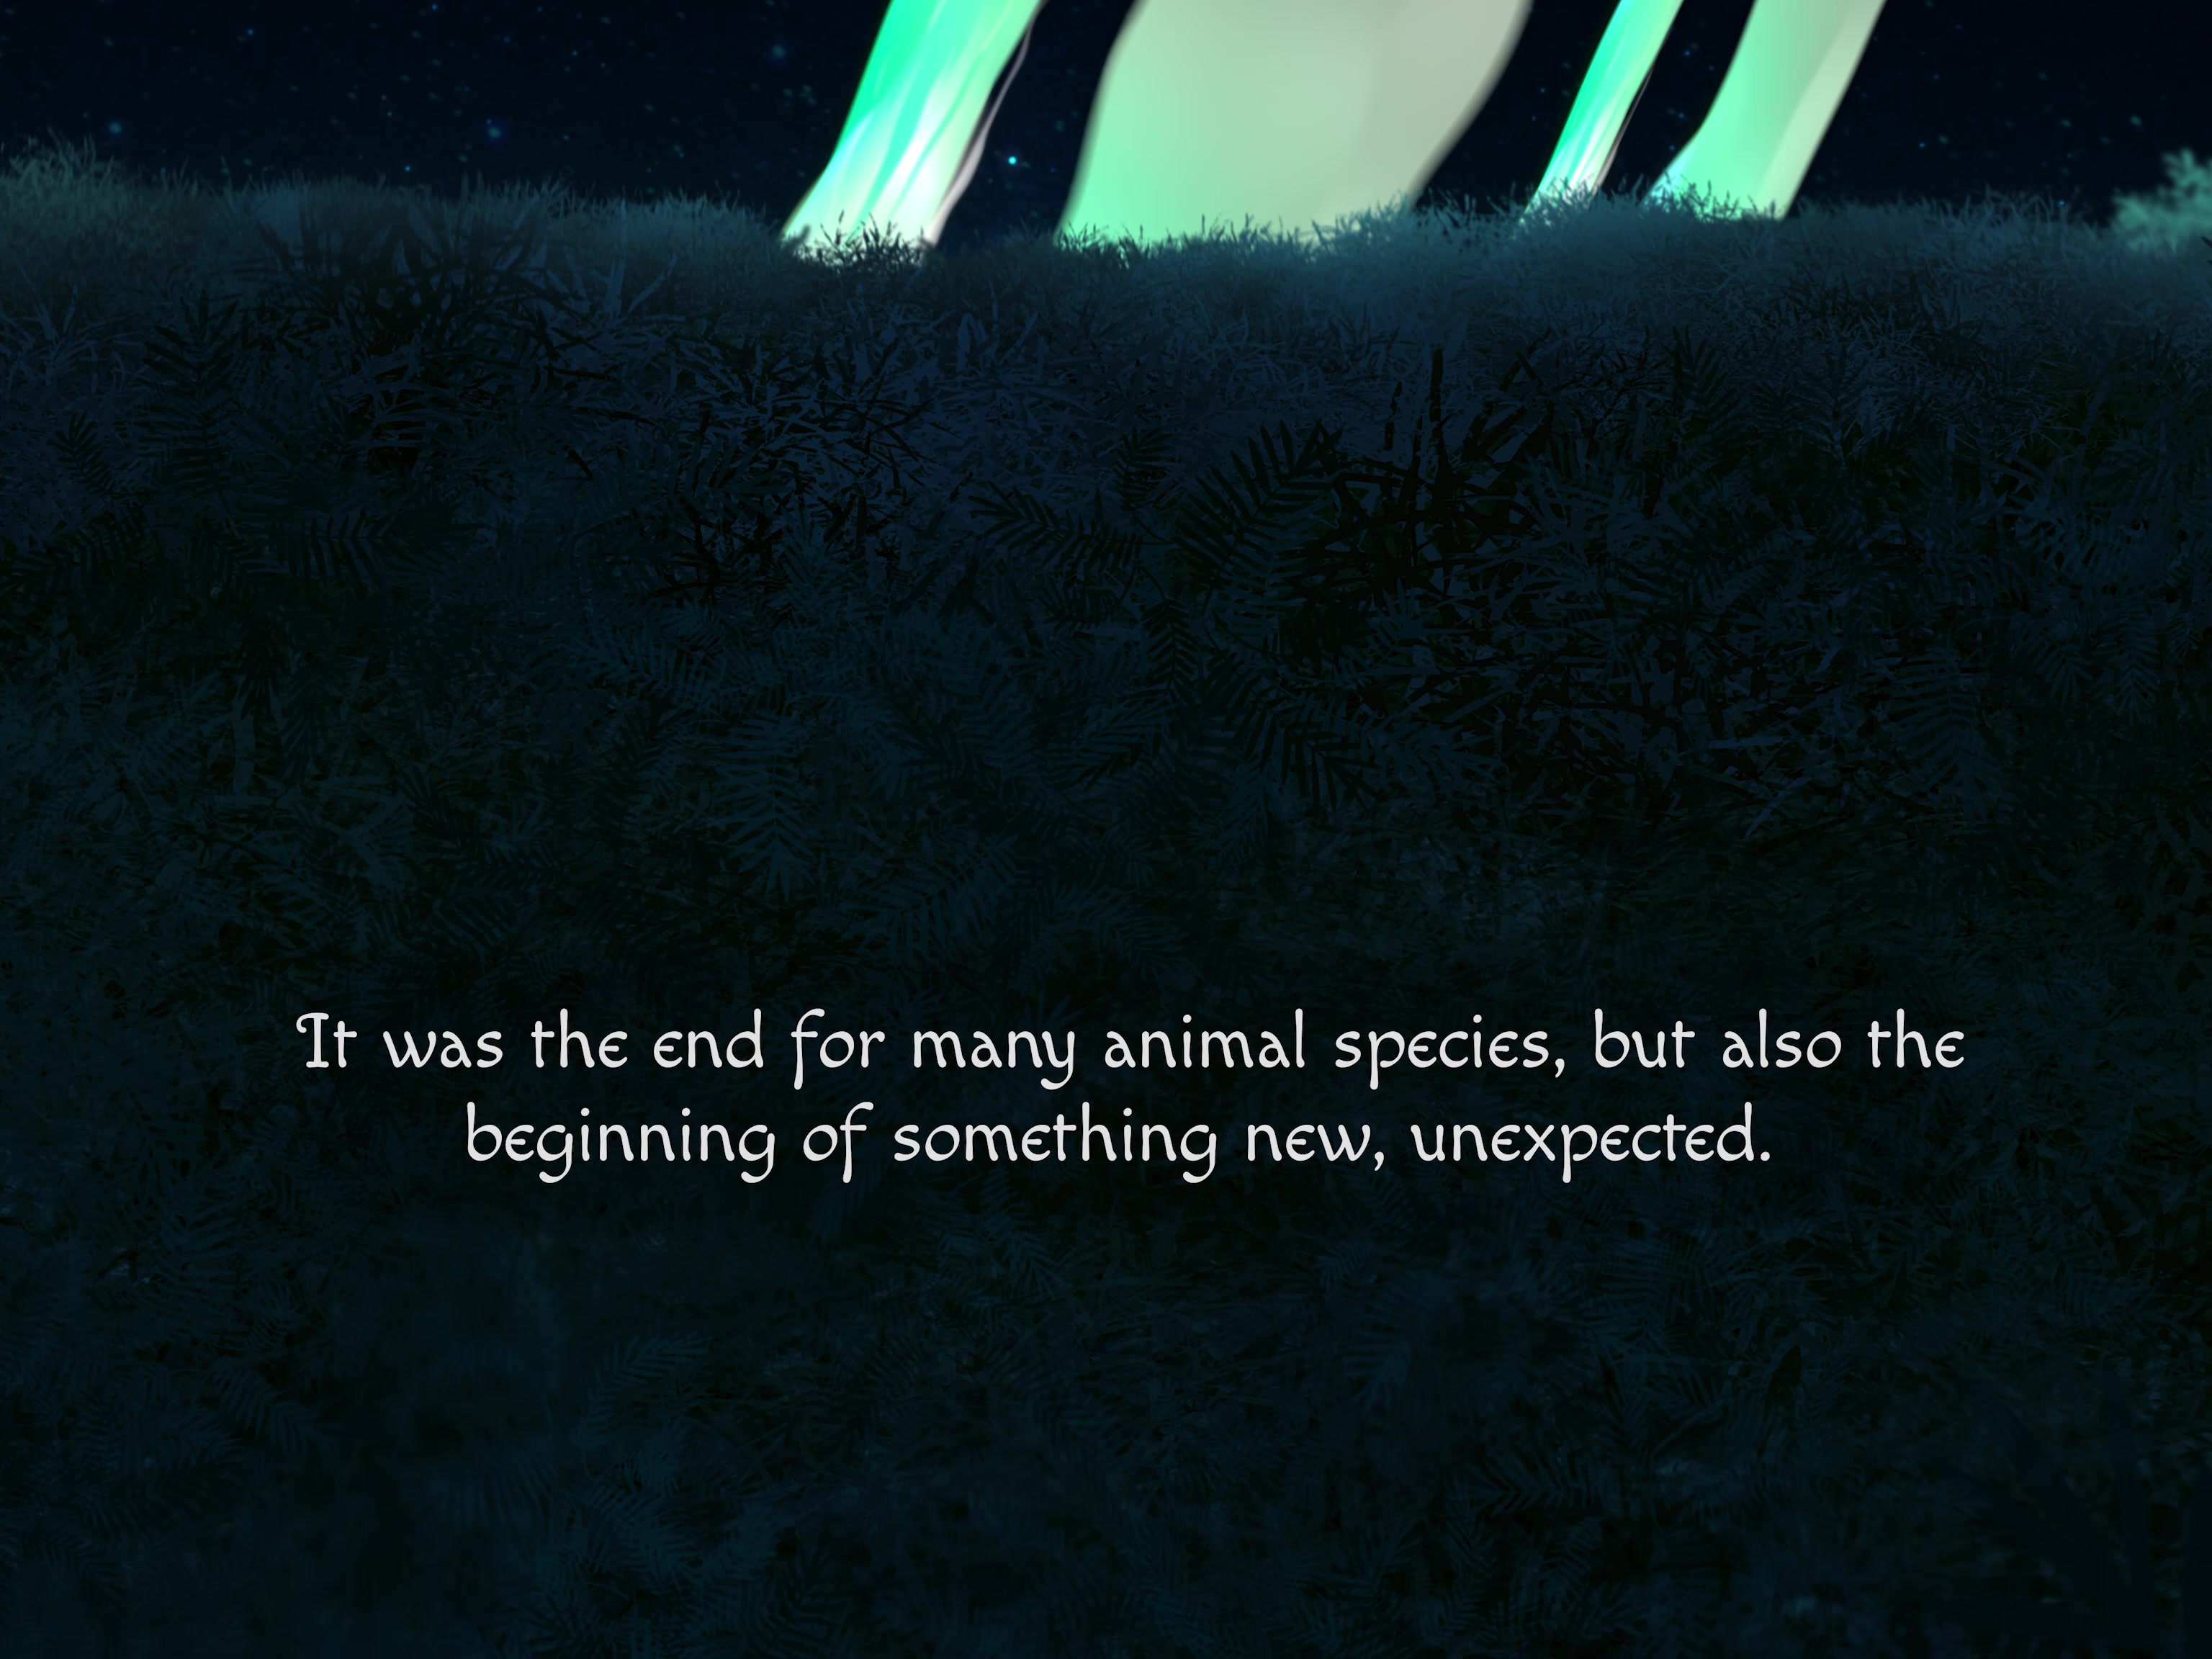 It was the end for many animal species, but also the
beginning of something new, unexpected.